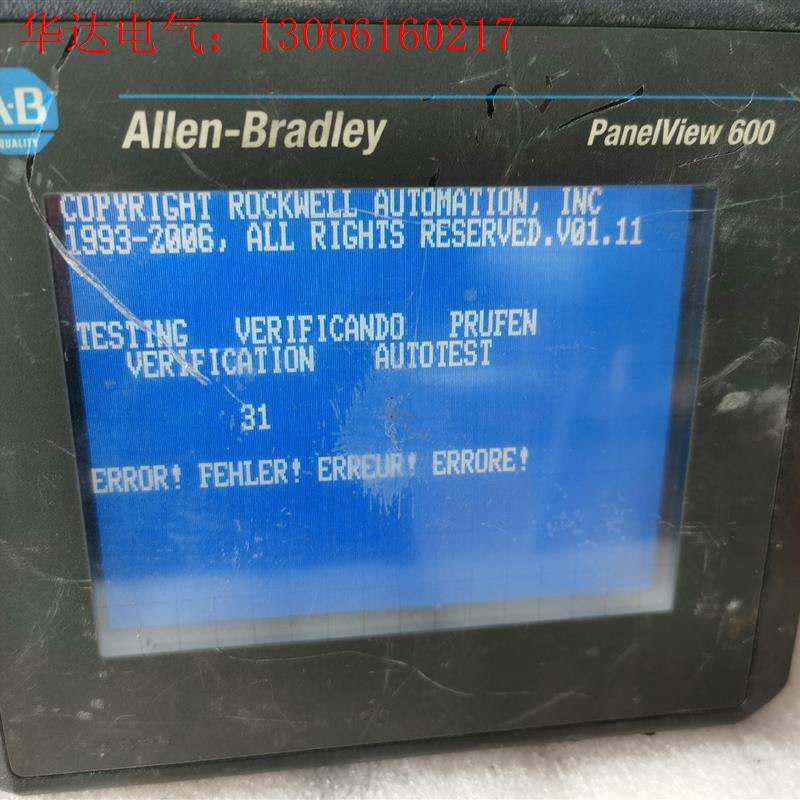 华达电气：13066160217
A·B
QUALITY
Allen-Bradley
PanelView 600
COPYRIGHT ROCKWELL AUTOMATION, INC
1993-2006, ALL RIGHTS RESERVED.V01.11
TESTING VERIFICANDO PRUFEN
VERIFICATION AUTOTEST
31
ERROR! FEHLER! ERREUR! ERRORE!